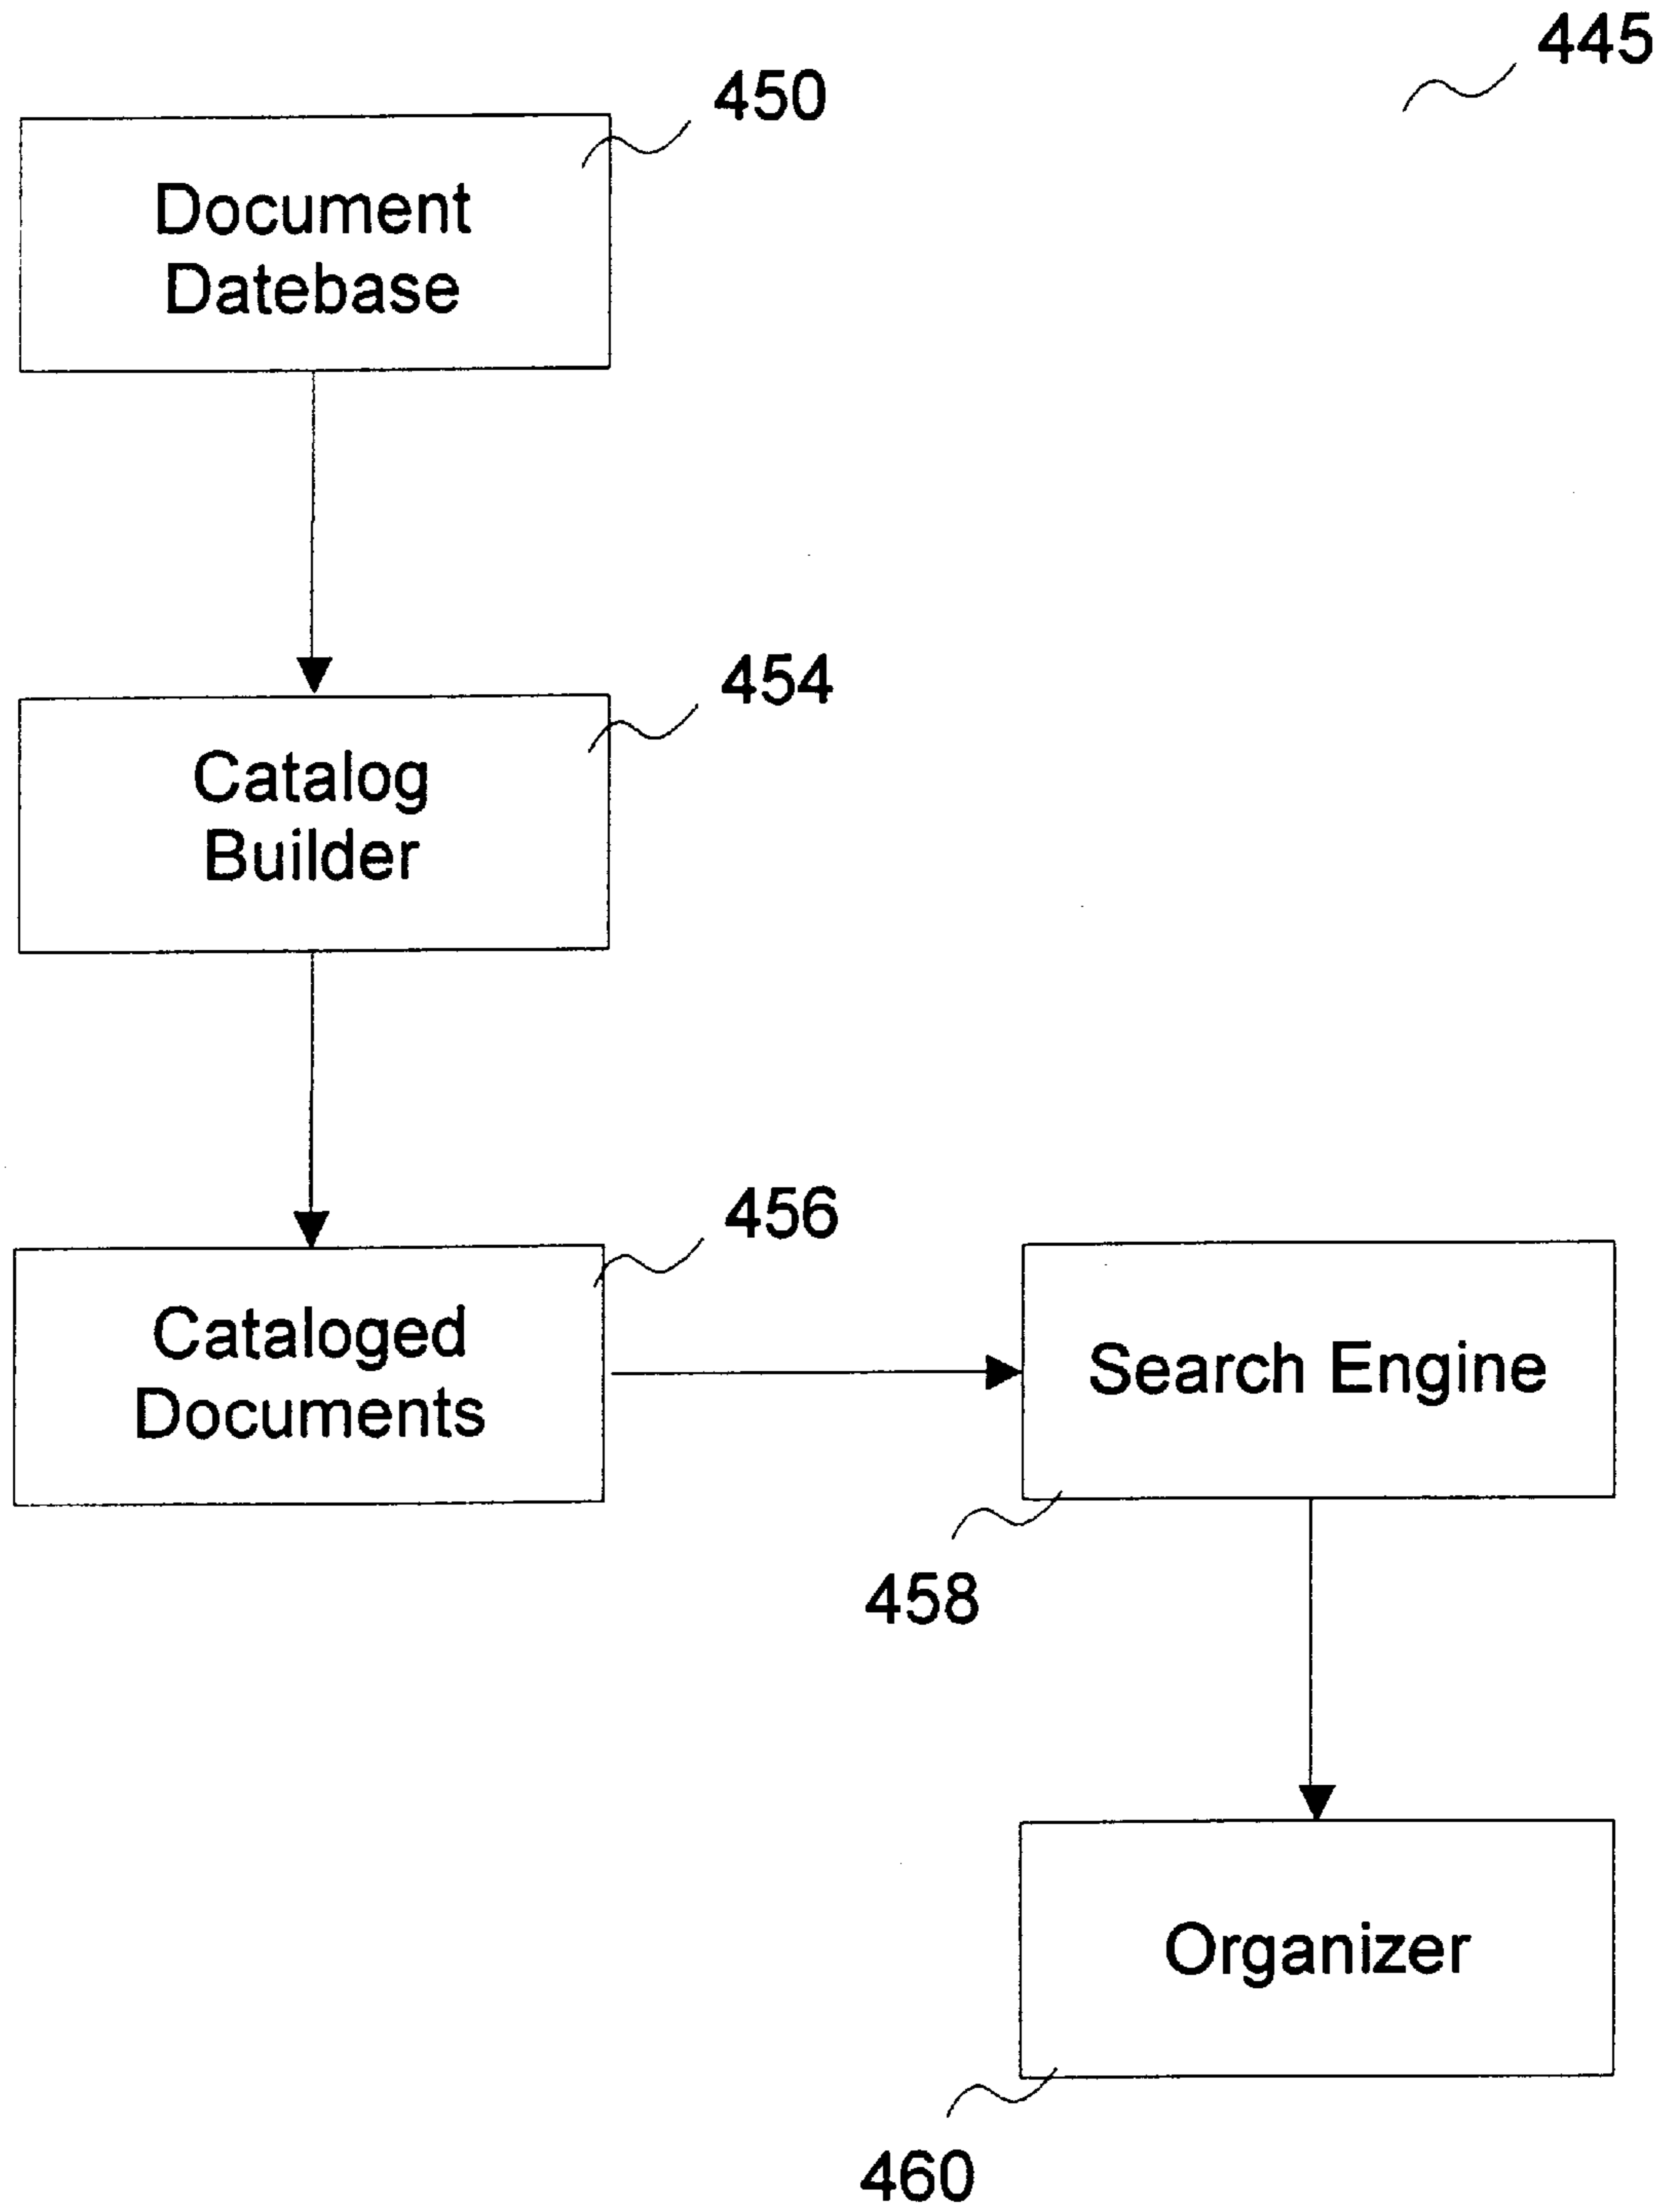 445
450
Document
Datebase
454
Catalog
Builder
456
Cataloged
Documents
Search Engine
458
Organizer
460